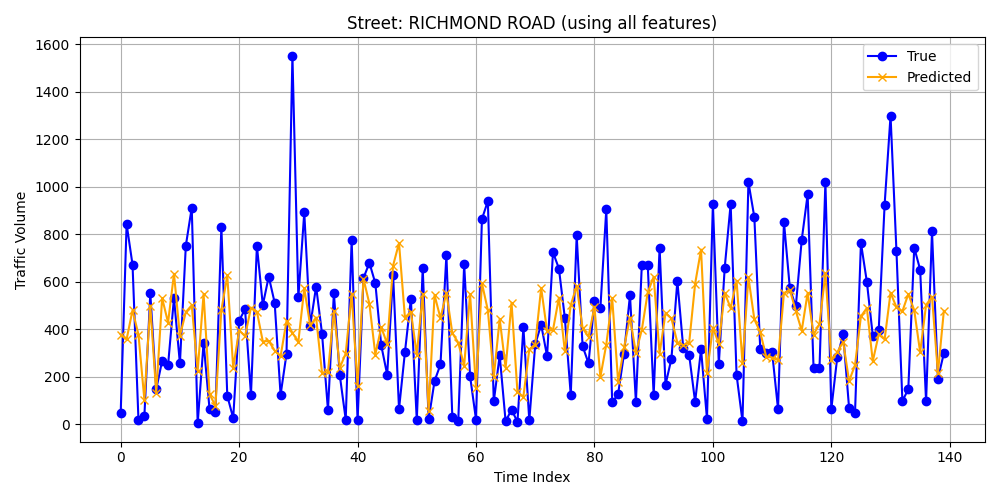 Street: RICHMOND ROAD (using all features)
True
Predicted
Traffic Volume
1600
1400
1200
1000
800
600
400
200
0
0 20 40 60 80 100 120 140
Time Index